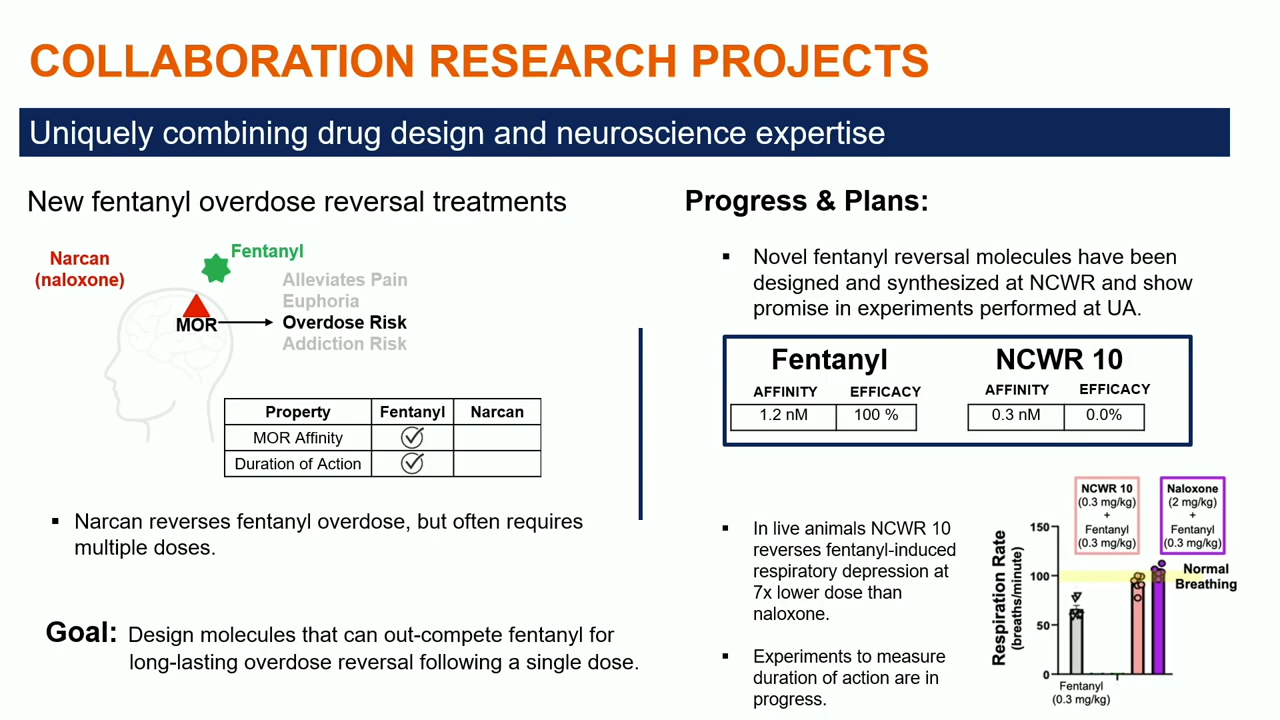 COLLABORATION RESEARCH PROJECTS
Uniquely combining drug design and neuroscience expertise
New fentanyl overdose reversal treatments
Narcan
(naloxone)
Fentanyl
Alleviates Pain
Euphoria
MOR
Overdose Risk
Addiction Risk
Property Fentanyl Narcan
MOR Affinity
Duration of Action
▪ Narcan reverses fentanyl overdose, but often requires
multiple doses.
Goal: Design molecules that can out-compete fentanyl for
long-lasting overdose reversal following a single dose.
Progress & Plans:
▪ Novel fentanyl reversal molecules have been
designed and synthesized at NCWR and show
promise in experiments performed at UA.
Fentanyl
AFFINITY EFFICACY
1.2 nM 100 %
NCWR 10
AFFINITY EFFICACY
0.3 nM 0.0%
▪ In live animals NCWR 10
reverses fentanyl-induced
respiratory depression at
7x lower dose than
naloxone.
▪ Experiments to measure
duration of action are in
progress.
NCWR 10
(0.3 mg/kg)
+
Fentanyl
(0.3 mg/kg)
Naloxone
(2 mg/kg)
+
Fentanyl
(0.3 mg/kg)
Respiration Rate
(breaths/minute)
150
100
50
0
Normal
Breathing
Fentanyl
(0.3 mg/kg)